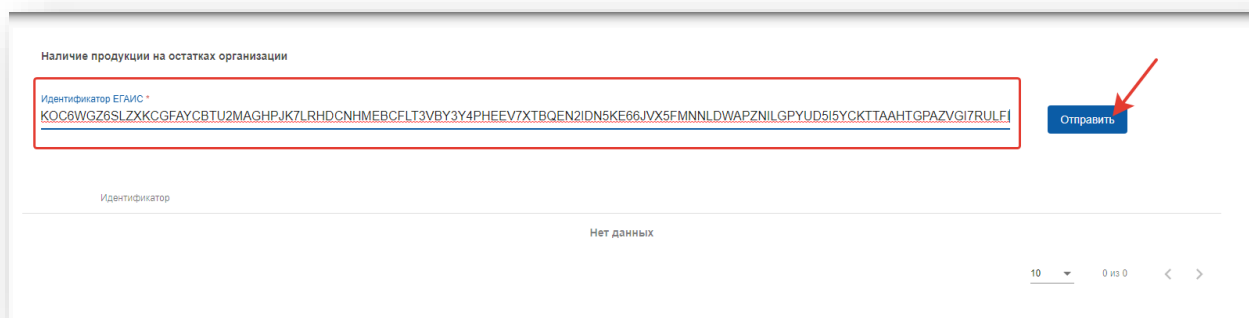 Наличие продукции на остатках организации
Идентификатор ЕГАИС *
KOC6WGZ6SLZXKCGFAYCBTU2MAGHPJK7LRHDCNHMEBCFLT3VBY3Y4PHEEV7XTBQEN2IDN5KE66JVX5FMNNLDWAPZNILGPYUD5I5YCKTTAAHTGPAZVGI7RULFI
Отправить
Идентификатор
Нет данных
10
0 из 0